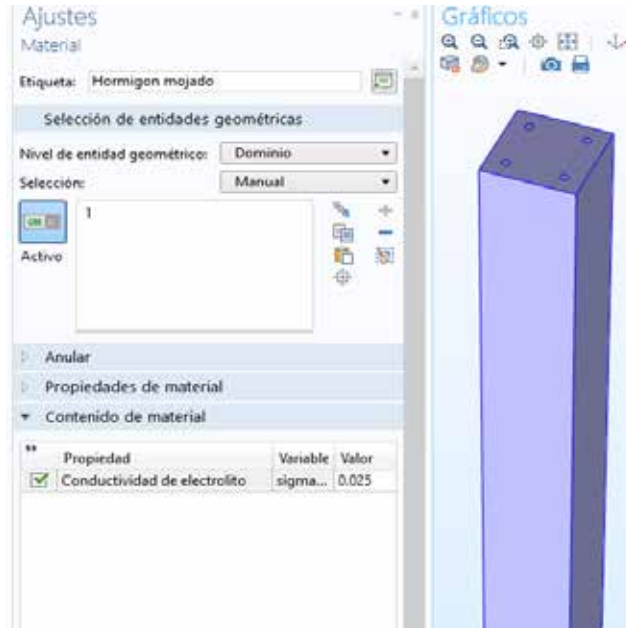 Ajustes
Material
Etiqueta: Hormigon mojado
Selección de entidades geométricas
Nivel de entidad geométrico: Dominio
Selección: Manual
1
Activo
Anular
Propiedades de material
Contenido de material
Propiedad Variable Valor
Conductividad de electrolito sigma... 0.025
Gráficos